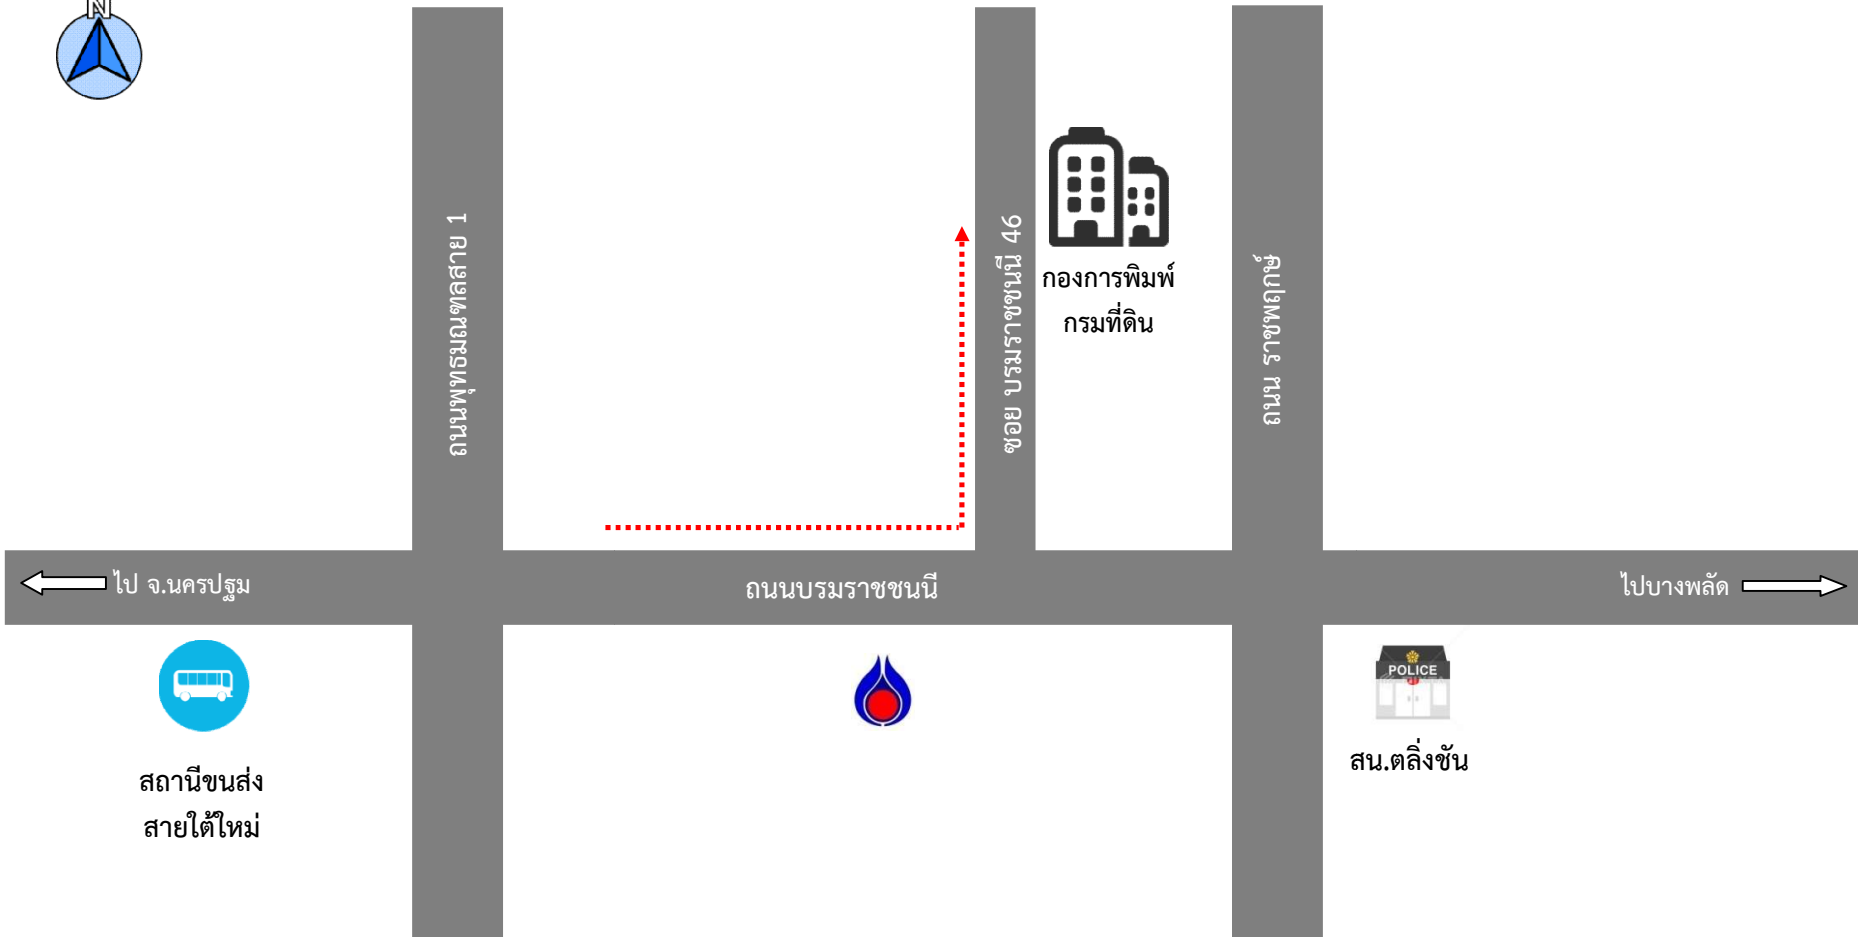 N
ถนนพุทธมณฑลสาย 1
ซอย บรมราชชนนี 46
กองการพิมพ์
กรมที่ดิน
ถนน ราชพฤกษ์
ไป จ.นครปฐม
ถนนบรมราชชนนี
ไปบางพลัด
POLICE
สถานีขนส่ง
สายใต้ใหม่
สน.ตลิ่งชัน